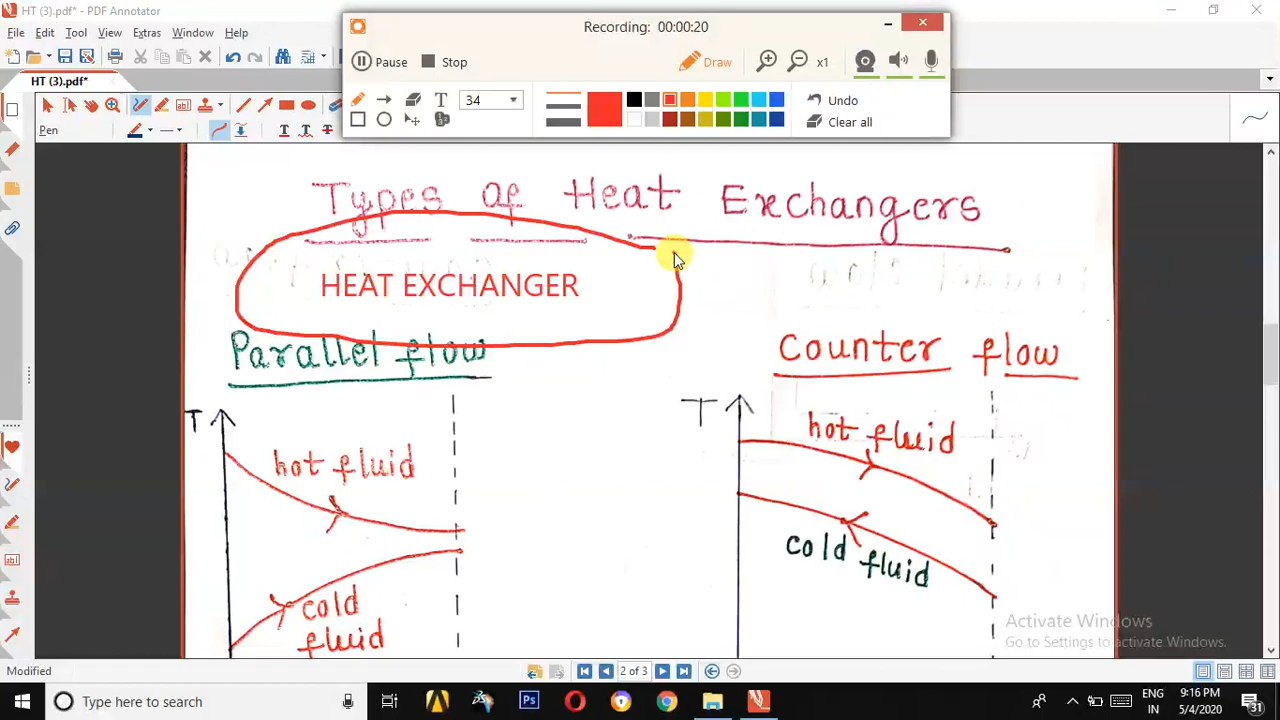 HT (3).pdf* - PDF Annotator
Recording: 00:00:20
File Edit Tool View Extras Window Help
Pause Stop Draw x1
HT (3).pdf*
T 34 Undo
Pen T T T Clear all
Types of Heat Exchangers
HEAT EXCHANGER
Parallel flow Counter flow
T hot fluid T hot fluid
cold fluid
cold
fluid
Activate Windows
Go to Settings to activate Windows.
Modified 2 of 3
Type here to search Ps ENG 9:16 PM
IN 5/4/2020 31